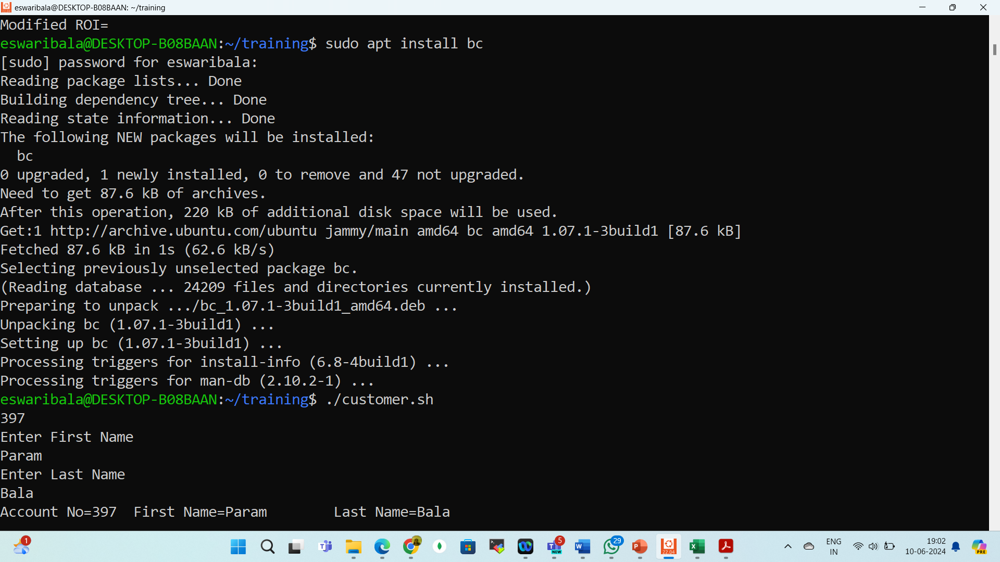 eswaribala@DESKTOP-B08BAAN: ~/training
Modified ROI=
eswaribala@DESKTOP-B08BAAN:~/training$ sudo apt install bc
[sudo] password for eswaribala:
Reading package lists... Done
Building dependency tree... Done
Reading state information... Done
The following NEW packages will be installed:
  bc
0 upgraded, 1 newly installed, 0 to remove and 47 not upgraded.
Need to get 87.6 kB of archives.
After this operation, 220 kB of additional disk space will be used.
Get:1 http://archive.ubuntu.com/ubuntu jammy/main amd64 bc amd64 1.07.1-3build1 [87.6 kB]
Fetched 87.6 kB in 1s (62.6 kB/s)
Selecting previously unselected package bc.
(Reading database ... 24209 files and directories currently installed.)
Preparing to unpack .../bc_1.07.1-3build1_amd64.deb ...
Unpacking bc (1.07.1-3build1) ...
Setting up bc (1.07.1-3build1) ...
Processing triggers for install-info (6.8-4build1) ...
Processing triggers for man-db (2.10.2-1) ...
eswaribala@DESKTOP-B08BAAN:~/training$ ./customer.sh
397
Enter First Name
Param
Enter Last Name
Bala
Account No=397  First Name=Param        Last Name=Bala
1
5
NEW
29
22.04
ENG
IN
19:02
10-06-2024
PRE